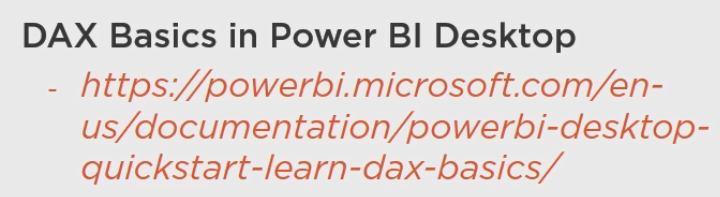 DAX Basics in Power BI Desktop
- https://powerbi.microsoft.com/en-
us/documentation/powerbi-desktop-
quickstart-learn-dax-basics/